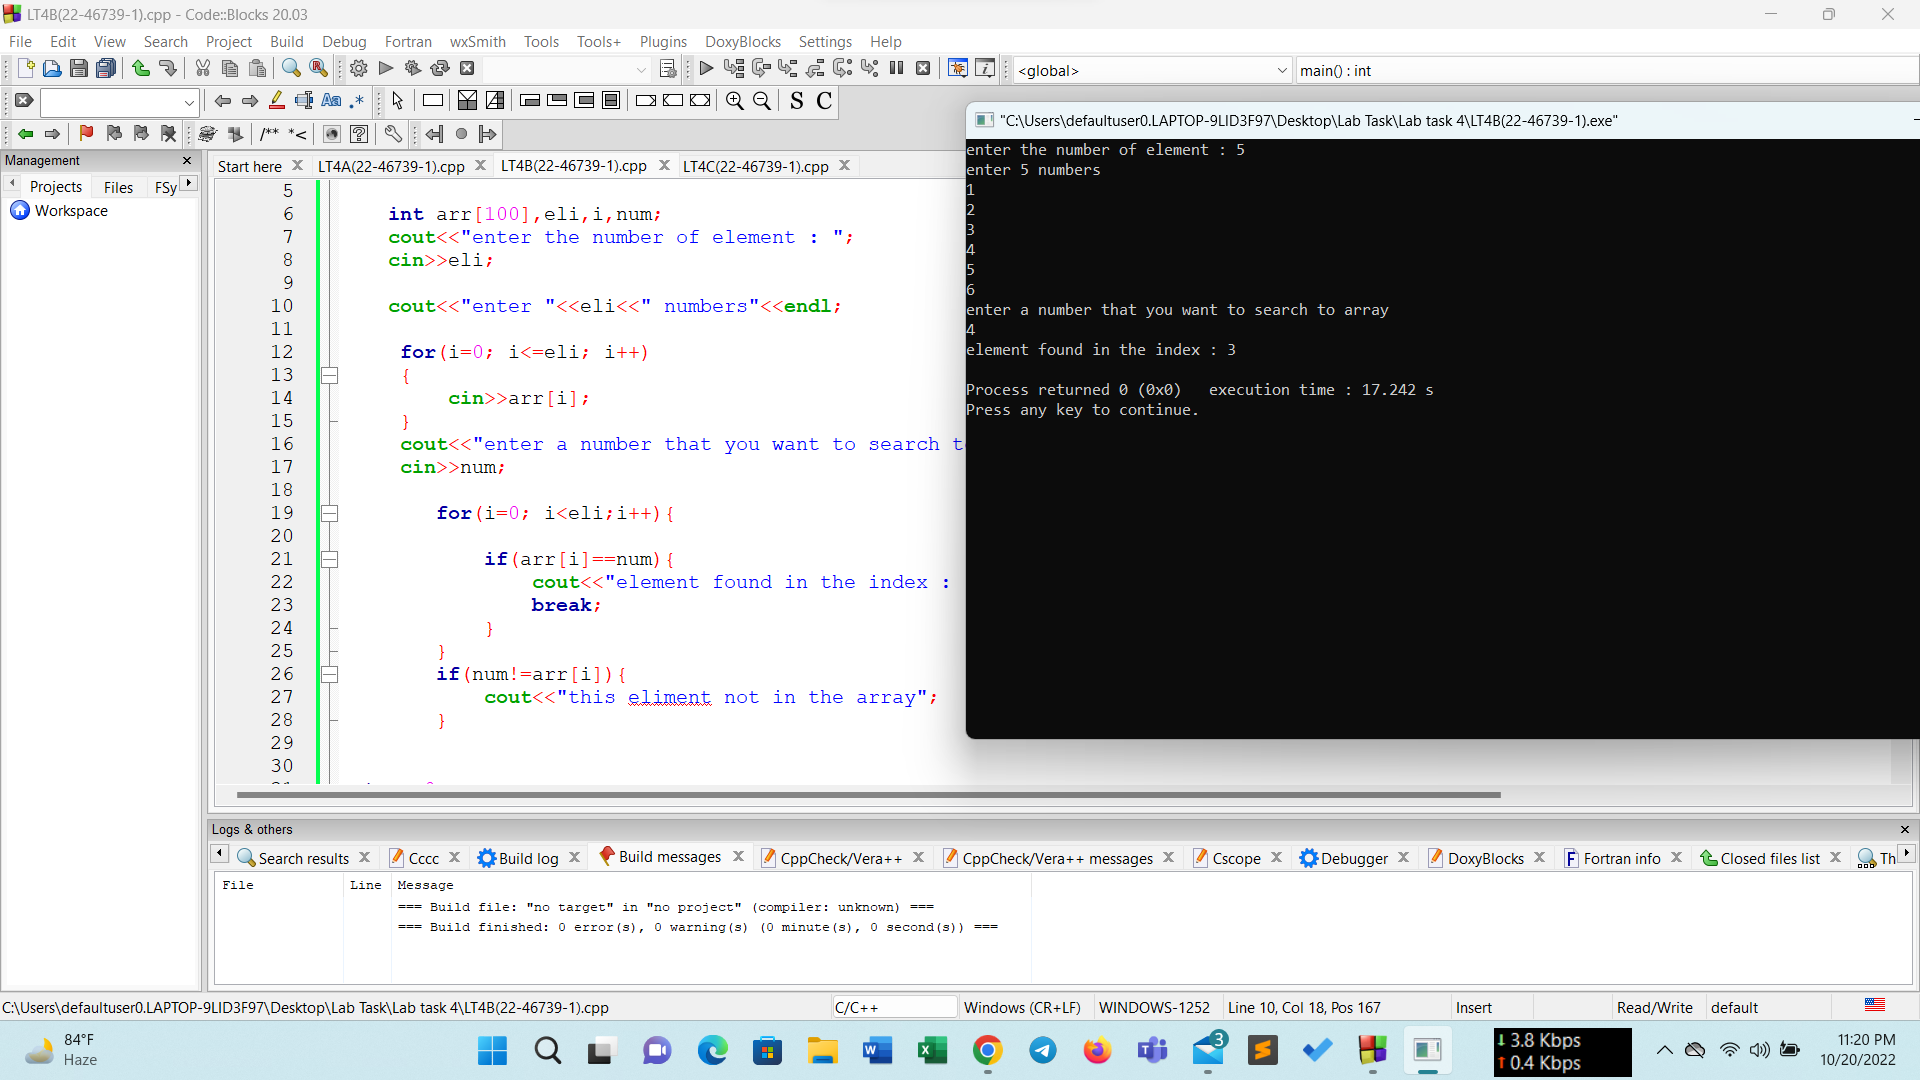 LT4B(22-46739-1).cpp - Code::Blocks 20.03
File Edit View Search Project Build Debug Fortran wxSmith Tools Tools+ Plugins DoxyBlocks Settings Help
<global> main() : int
S C
/** *<
Management
Projects Files FSy
Workspace
Start here LT4A(22-46739-1).cpp LT4B(22-46739-1).cpp LT4C(22-46739-1).cpp
5
6 int arr[100],eli,i,num;
7 cout<<"enter the number of element : ";
8 cin>>eli;
9
10 cout<<"enter "<<eli<<" numbers"<<endl;
11
12 for(i=0; i<=eli; i++)
13 {
14 cin>>arr[i];
15 }
16 cout<<"enter a number that you want to search t
17 cin>>num;
18
19 for(i=0; i<eli;i++){
20
21 if(arr[i]==num){
22 cout<<"element found in the index :
23 break;
24 }
25 }
26 if(num!=arr[i]){
27 cout<<"this eliment not in the array";
28 }
29
30
"C:\Users\defaultuser0.LAPTOP-9LID3F97\Desktop\Lab Task\Lab task 4\LT4B(22-46739-1).exe"
enter the number of element : 5
enter 5 numbers
1
2
3
4
5
6
enter a number that you want to search to array
4
element found in the index : 3
Process returned 0 (0x0) execution time : 17.242 s
Press any key to continue.
Logs & others
Search results Cccc Build log Build messages CppCheck/Vera++ CppCheck/Vera++ messages Cscope Debugger DoxyBlocks Fortran info Closed files list Th
File Line Message
=== Build file: "no target" in "no project" (compiler: unknown) ===
=== Build finished: 0 error(s), 0 warning(s) (0 minute(s), 0 second(s)) ===
C:\Users\defaultuser0.LAPTOP-9LID3F97\Desktop\Lab Task\Lab task 4\LT4B(22-46739-1).cpp C/C++ Windows (CR+LF) WINDOWS-1252 Line 10, Col 18, Pos 167 Insert Read/Write default
84°F
Haze
3
3.8 Kbps
0.4 Kbps
11:20 PM
10/20/2022